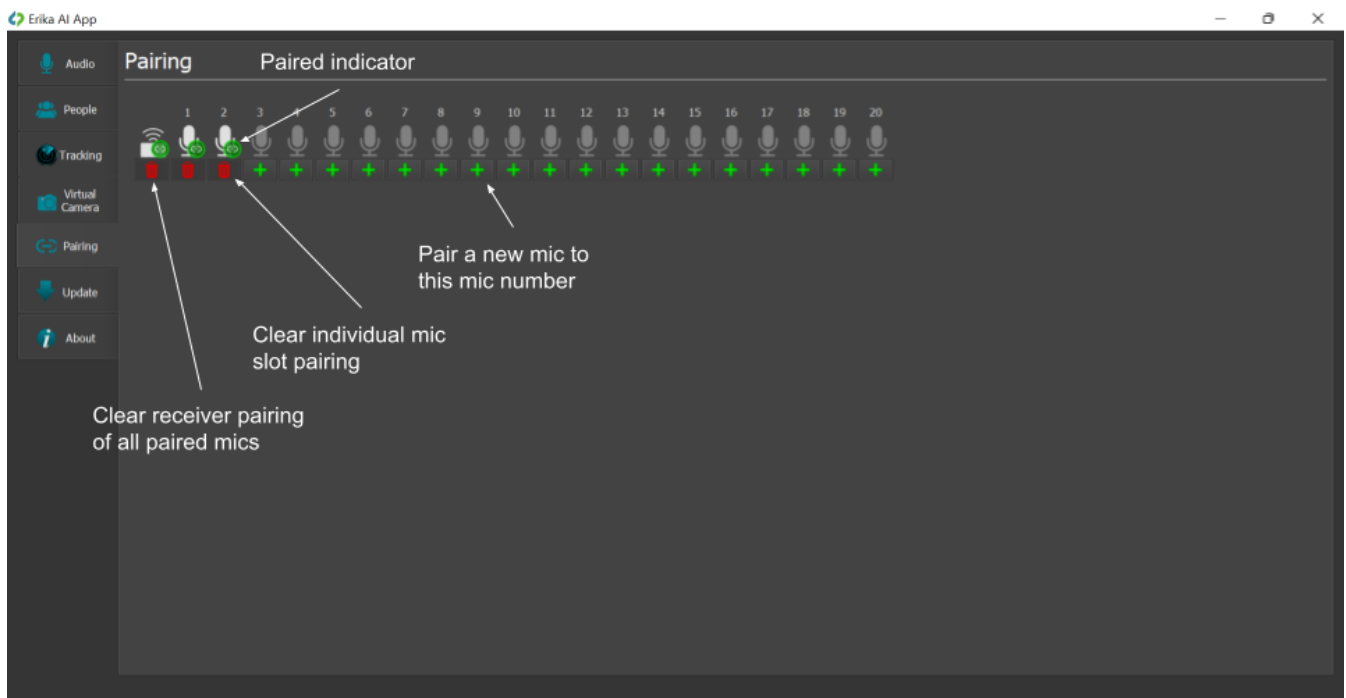 Erika AI App
Audio
People
Tracking
Virtual
Camera
Pairing
Update
About
Pairing
Paired indicator
1 2 3 4 5 6 7 8 9 10 11 12 13 14 15 16 17 18 19 20
Pair a new mic to
this mic number
Clear individual mic
slot pairing
Clear receiver pairing
of all paired mics